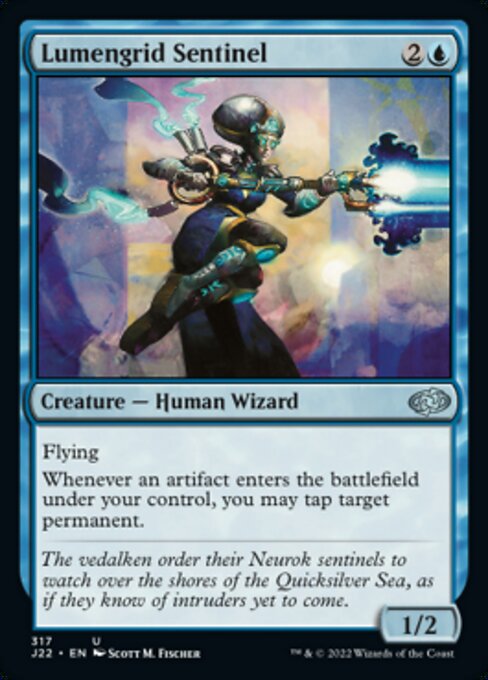 Lumengrid Sentinel 2
Creature — Human Wizard
Flying
Whenever an artifact enters the battlefield
under your control, you may tap target
permanent.
The vedalken order their Neurok sentinels to
watch over the shores of the Quicksilver Sea, as
if they know of intruders yet to come.
1/2
317 U
J22 • EN Scott M. Fischer
™ & © 2022 Wizards of the Coast